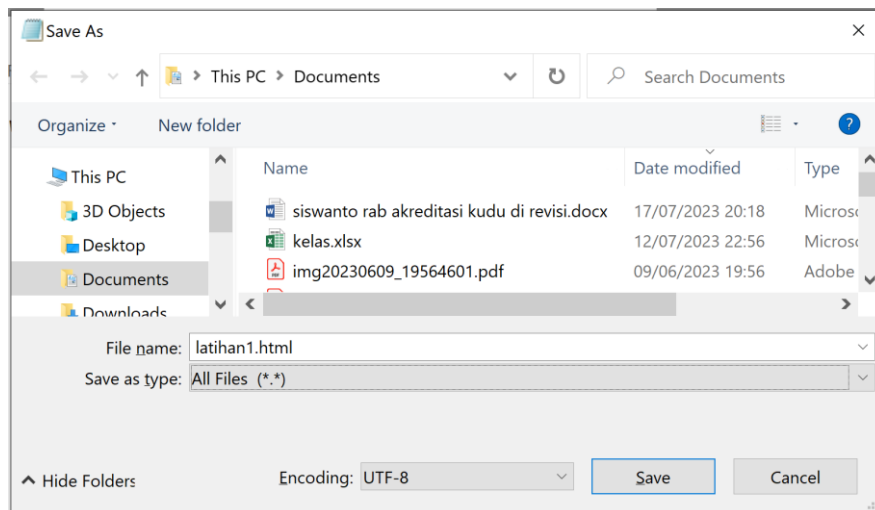 Save As
This PC > Documents
Search Documents
Organize
New folder
This PC
3D Objects
Desktop
Documents
Downloads
Name Date modified Type
siswanto rab akreditasi kudu di revisi.docx 17/07/2023 20:18 Microso
kelas.xlsx 12/07/2023 22:56 Microso
img20230609_19564601.pdf 09/06/2023 19:56 Adobe
File name: latihan1.html
Save as type: All Files (*.*)
Hide Folders
Encoding: UTF-8
Save
Cancel